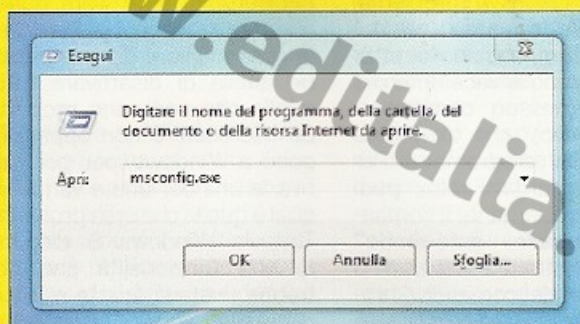 Esegui
Digitare il nome del programma, della cartella, del
documento o della risorsa Internet da aprire.
Apri: msconfig.exe
OK Annulla Sfoglia...
w.editalia.